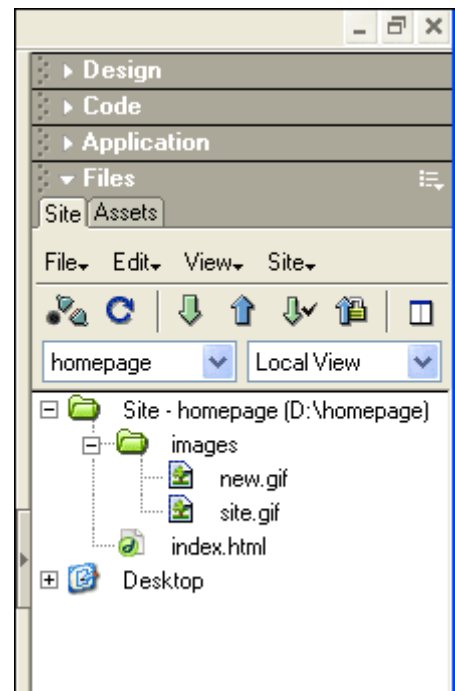 Design
Code
Application
Files
Site Assets
File Edit View Site
homepage Local View
Site - homepage (D:\homepage)
images
new.gif
site.gif
index.html
Desktop